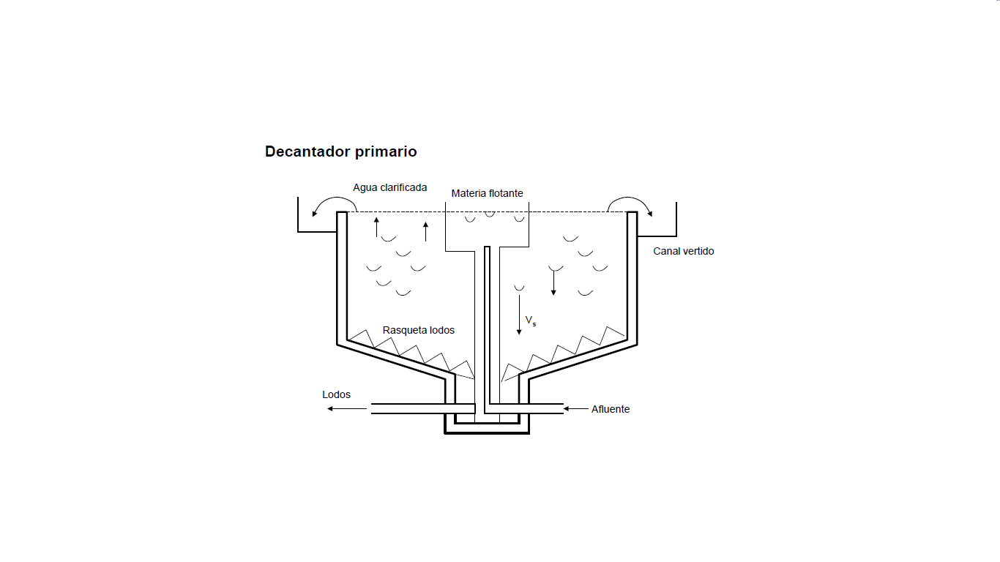 Decantador primario
Agua clarificada
Materia flotante
Canal vertido
Vs
Rasqueta lodos
Lodos
Afluente